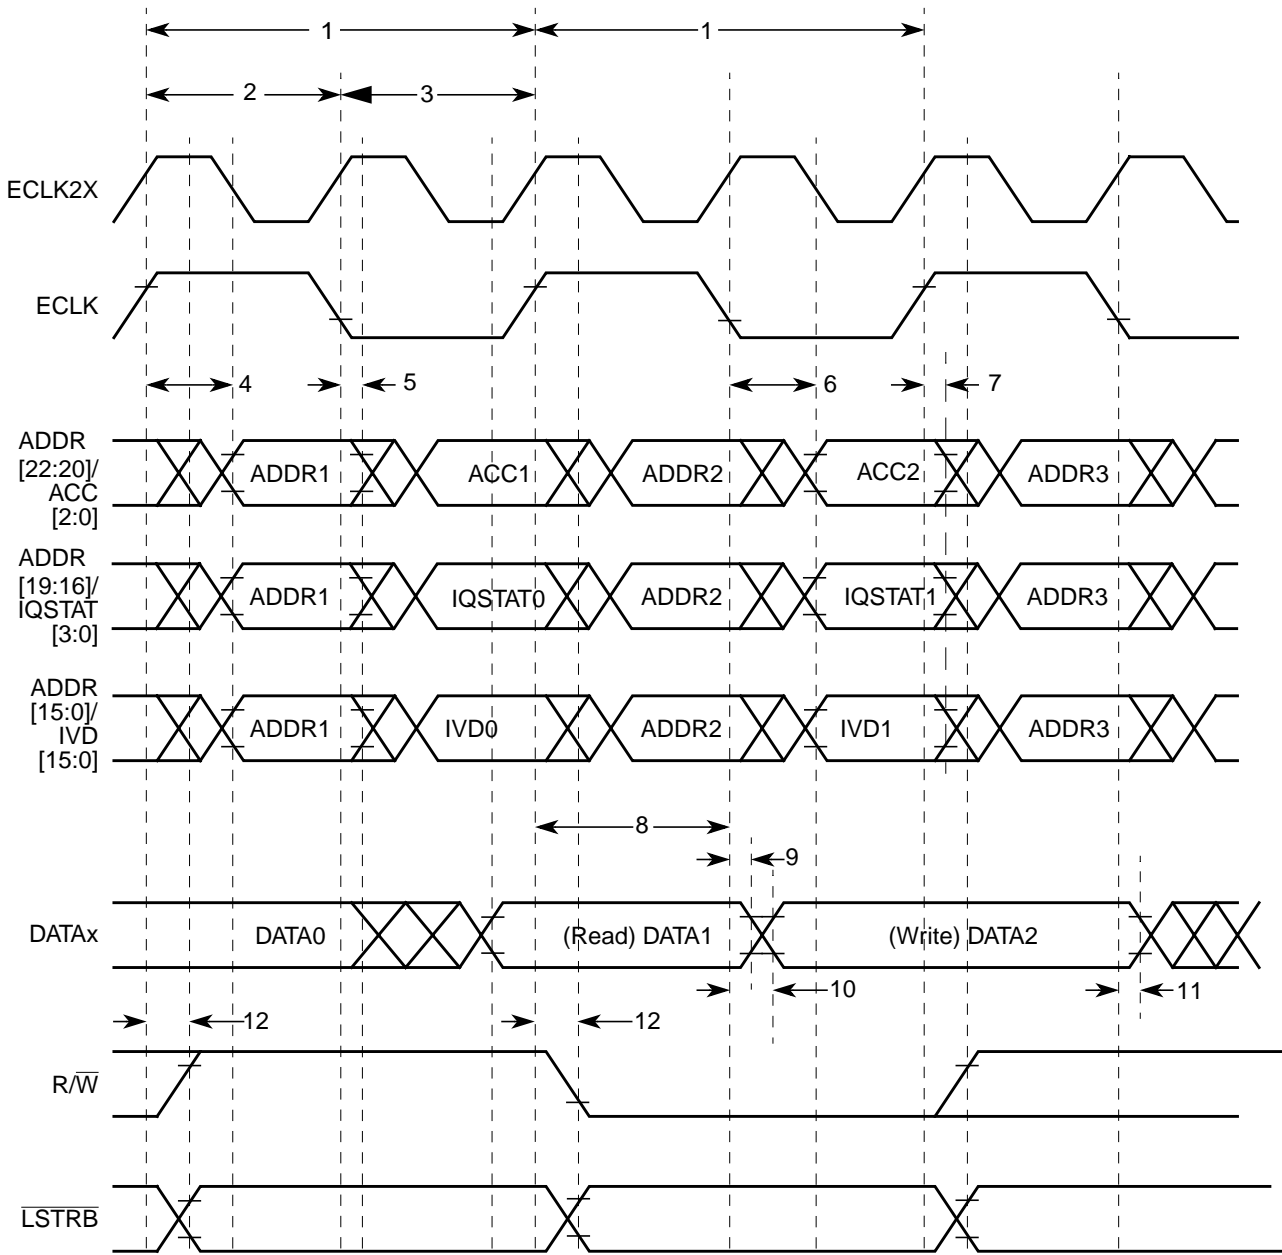 1 1
2 3
ECLK2X
ECLK
4 5 6 7
ADDR
[22:20]/
ACC
[2:0]
ADDR1 ACC1 ADDR2 ACC2 ADDR3
ADDR
[19:16]/
IQSTAT
[3:0]
ADDR1 IQSTAT0 ADDR2 IQSTAT1 ADDR3
ADDR
[15:0]/
IVD
[15:0]
ADDR1 IVD0 ADDR2 IVD1 ADDR3
8
9
DATAx DATA0 (Read) DATA1 (Write) DATA2
10 11
12 12
R/W̅
L̅S̅T̅R̅B̅